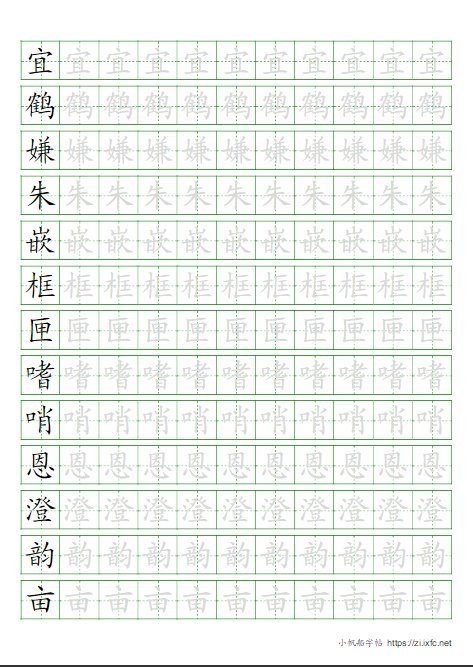 宜宜宜宜宜宜宜宜宜宜宜
鹤鹤鹤鹤鹤鹤鹤鹤鹤鹤鹤
嫌嫌嫌嫌嫌嫌嫌嫌嫌嫌嫌
朱朱朱朱朱朱朱朱朱朱朱
嵌嵌嵌嵌嵌嵌嵌嵌嵌嵌嵌
框框框框框框框框框框框
匣匣匣匣匣匣匣匣匣匣匣
嗜嗜嗜嗜嗜嗜嗜嗜嗜嗜嗜
哨哨哨哨哨哨哨哨哨哨哨
恩恩恩恩恩恩恩恩恩恩恩
澄澄澄澄澄澄澄澄澄澄澄
韵韵韵韵韵韵韵韵韵韵韵
亩亩亩亩亩亩亩亩亩亩亩
小帆船字帖 https://zi.ixfc.net